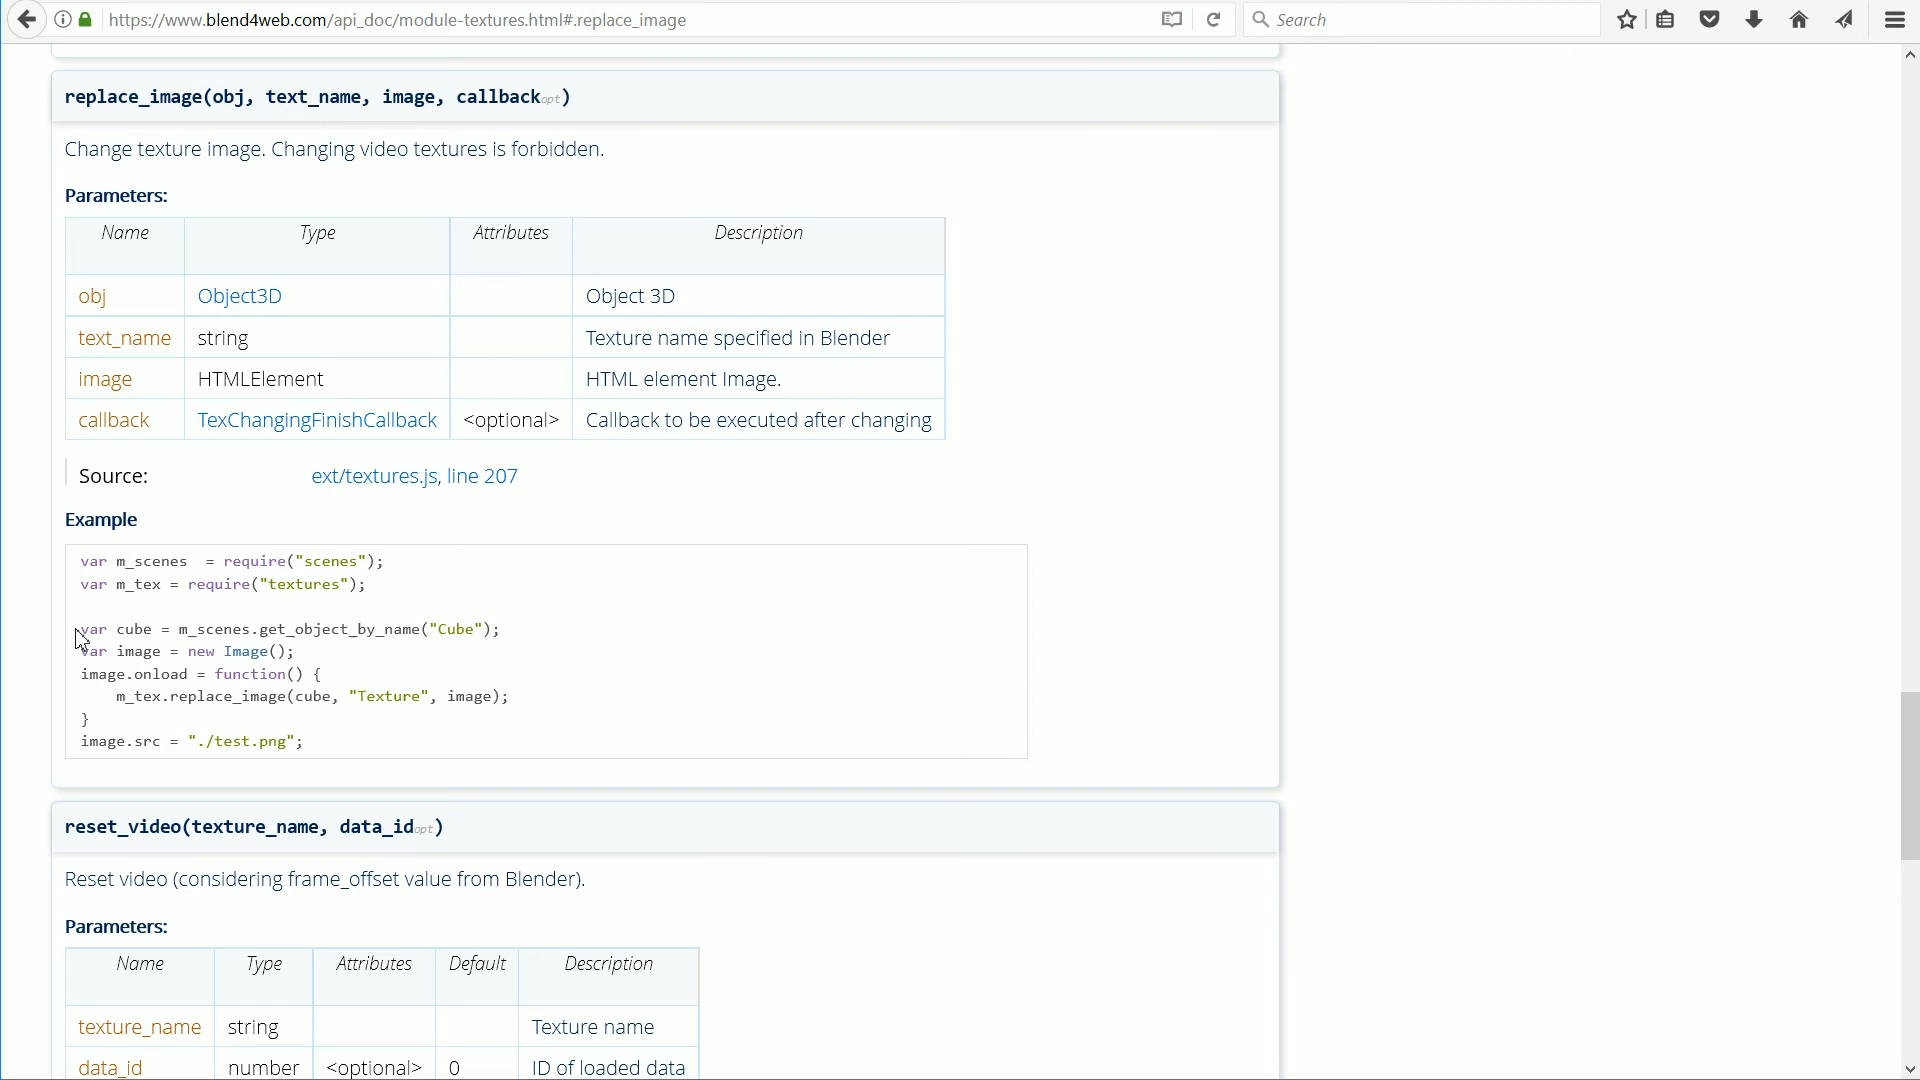 https://www.blend4web.com/api_doc/module-textures.html#.replace_image
Search
replace_image(obj, text_name, image, callbackopt)
Change texture image. Changing video textures is forbidden.
Parameters:
Name Type Attributes Description
obj Object3D Object 3D
text_name string Texture name specified in Blender
image HTMLElement HTML element Image.
callback TexChangingFinishCallback <optional> Callback to be executed after changing
Source: ext/textures.js, line 207
Example
var m_scenes  = require("scenes");
var m_tex = require("textures");
var cube = m_scenes.get_object_by_name("Cube");
var image = new Image();
image.onload = function() {
    m_tex.replace_image(cube, "Texture", image);
}
image.src = "./test.png";
reset_video(texture_name, data_idopt)
Reset video (considering frame_offset value from Blender).
Parameters:
Name Type Attributes Default Description
texture_name string Texture name
data_id number <optional> 0 ID of loaded data